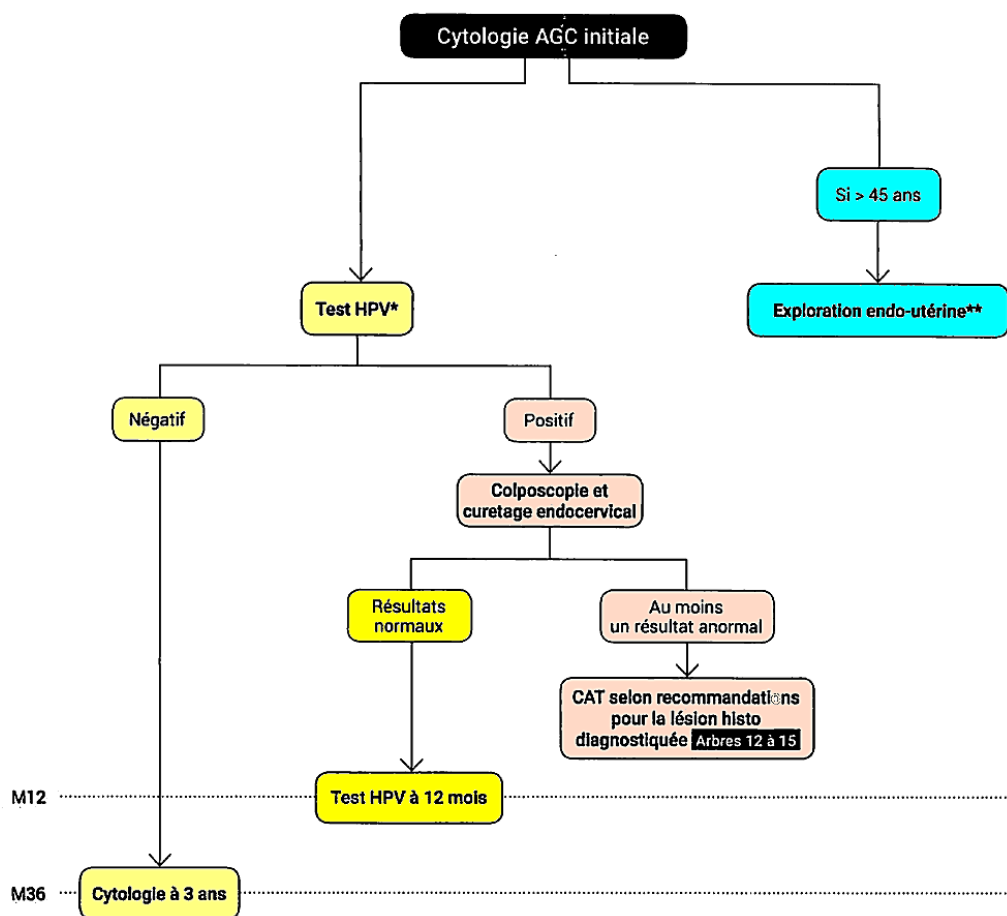 Cytologie AGC initiale
Si > 45 ans
Test HPV*
Exploration endo-utérine**
Négatif
Positif
Colposcopie et
curetage endocervical
Résultats
normaux
Au moins
un résultat anormal
CAT selon recommandations
pour la lésion histo
diagnostiquée Arbres 12 à 15
M12
Test HPV à 12 mois
M36
Cytologie à 3 ans